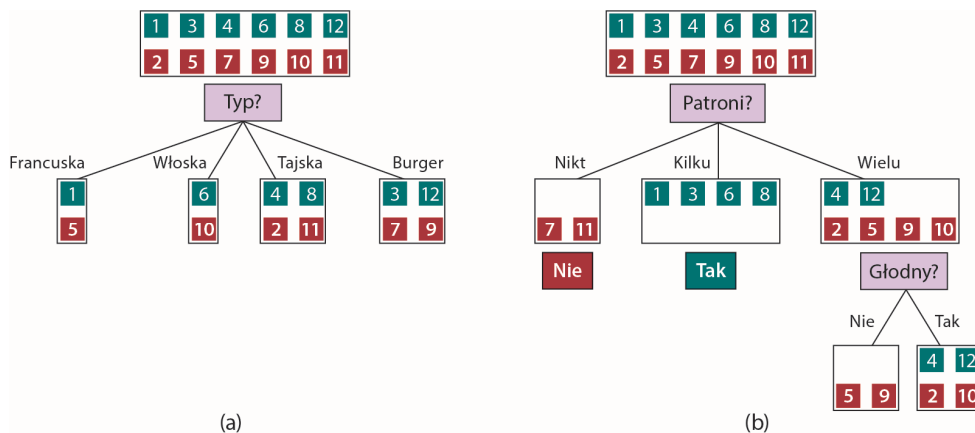 1 3 4 6 8 12
2 5 7 9 10 11
Typ?
Francuska Włoska Tajska Burger
1 6 4 8 3 12
5 10 2 11 7 9
(a)
1 3 4 6 8 12
2 5 7 9 10 11
Patroni?
Nikt Kilku Wielu
1 3 6 8 4 12
7 11 2 5 9 10
Nie Tak Głodny?
Nie Tak
4 12
5 9 2 10
(b)